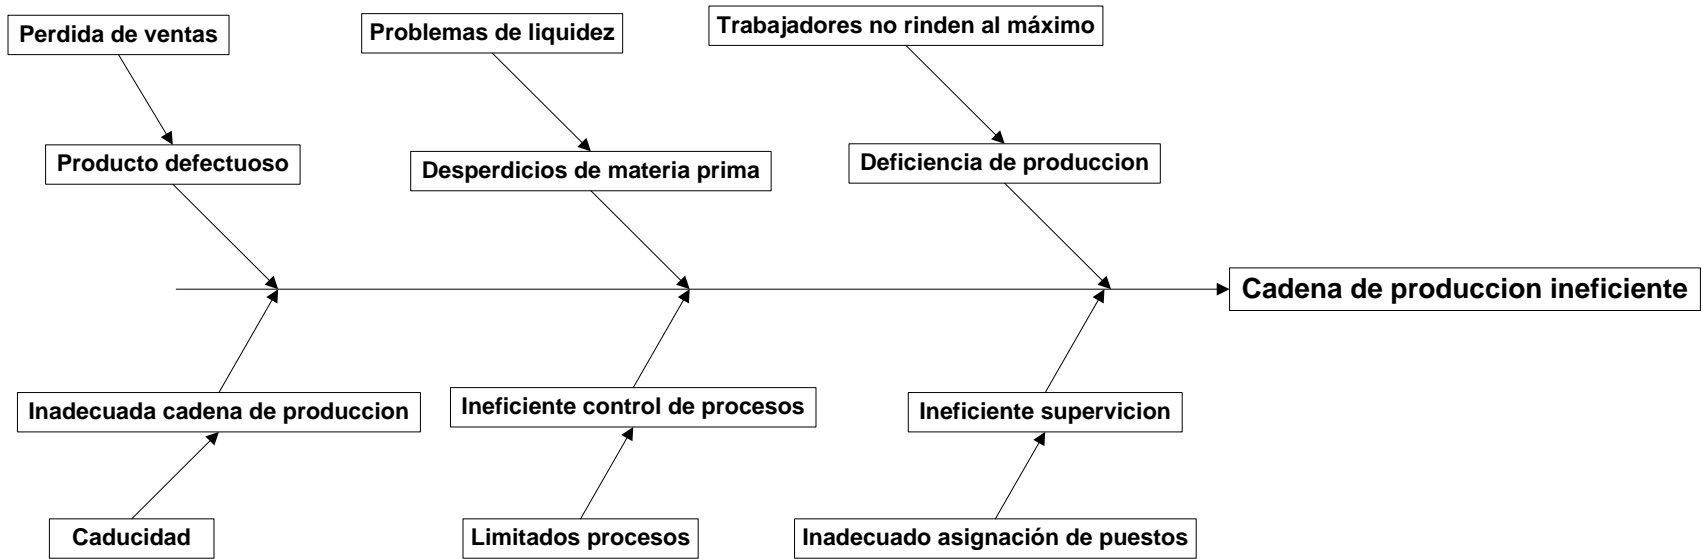 Perdida de ventas
Problemas de liquidez
Trabajadores no rinden al máximo
Producto defectuoso
Desperdicios de materia prima
Deficiencia de produccion
Cadena de produccion ineficiente
Inadecuada cadena de produccion
Ineficiente control de procesos
Ineficiente supervicion
Caducidad
Limitados procesos
Inadecuado asignación de puestos